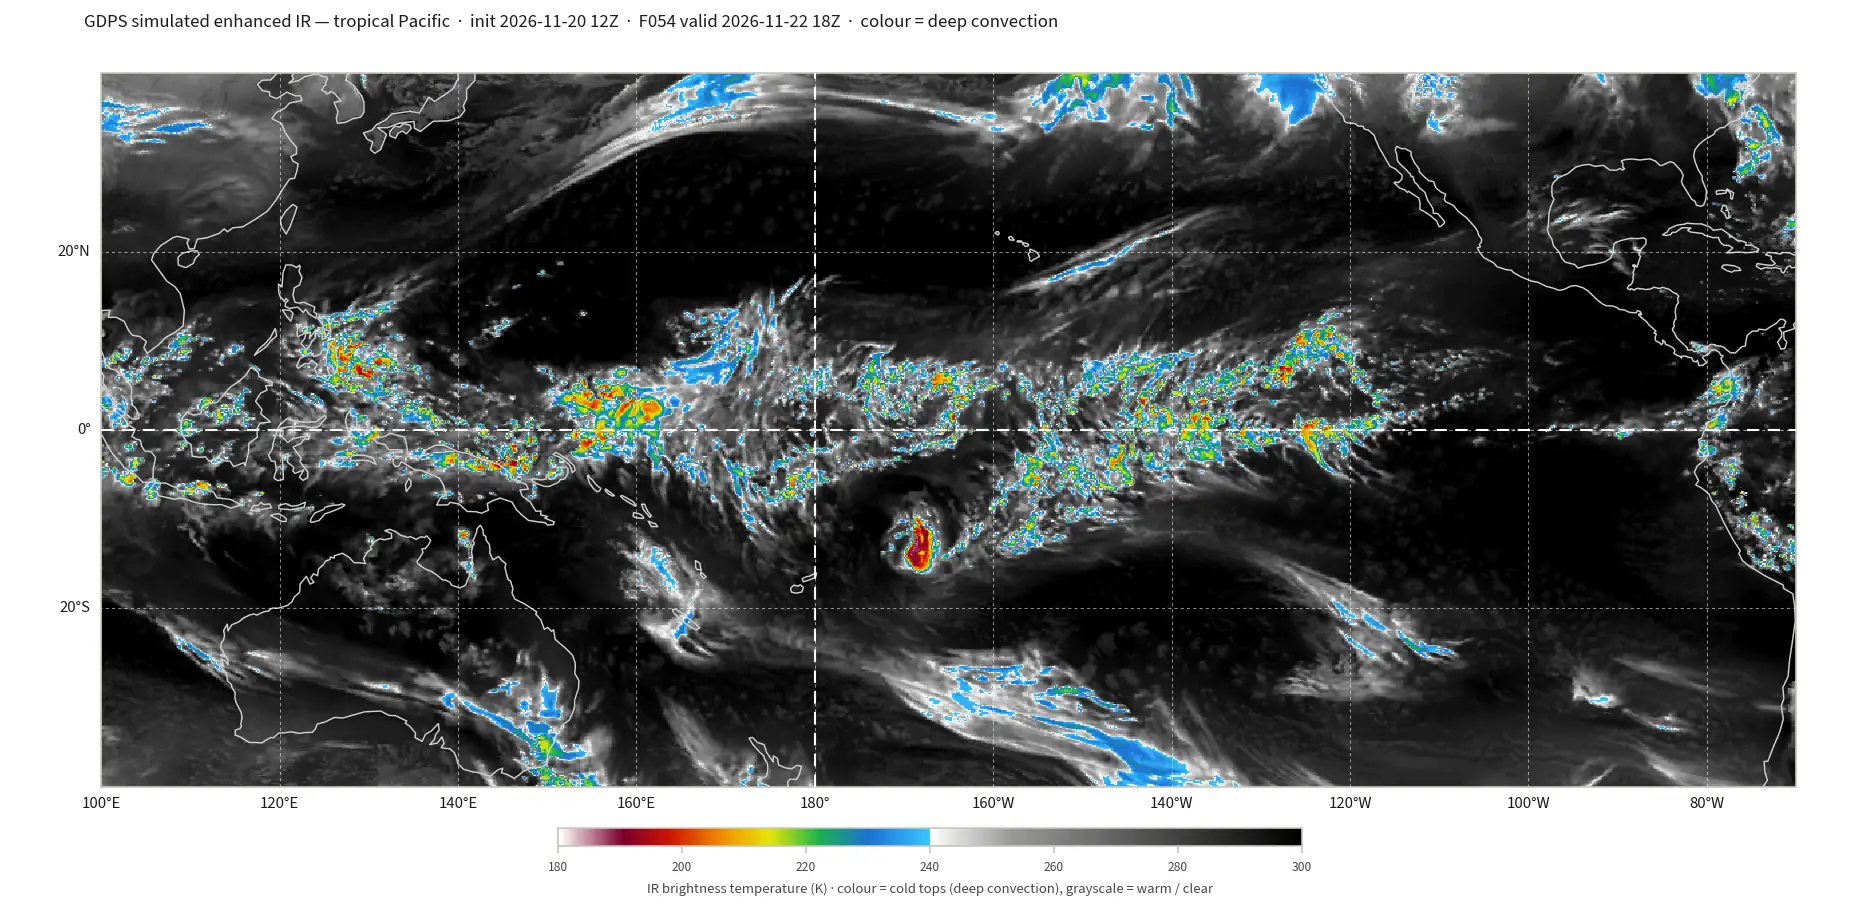 GDPS simulated enhanced IR — tropical Pacific · init 2026-11-20 12Z · F054 valid 2026-11-22 18Z · colour = deep convection
20°N
0°
20°S
100°E 120°E 140°E 160°E 180° 160°W 140°W 120°W 100°W 80°W
180 200 220 240 260 280 300
IR brightness temperature (K) · colour = cold tops (deep convection), grayscale = warm / clear